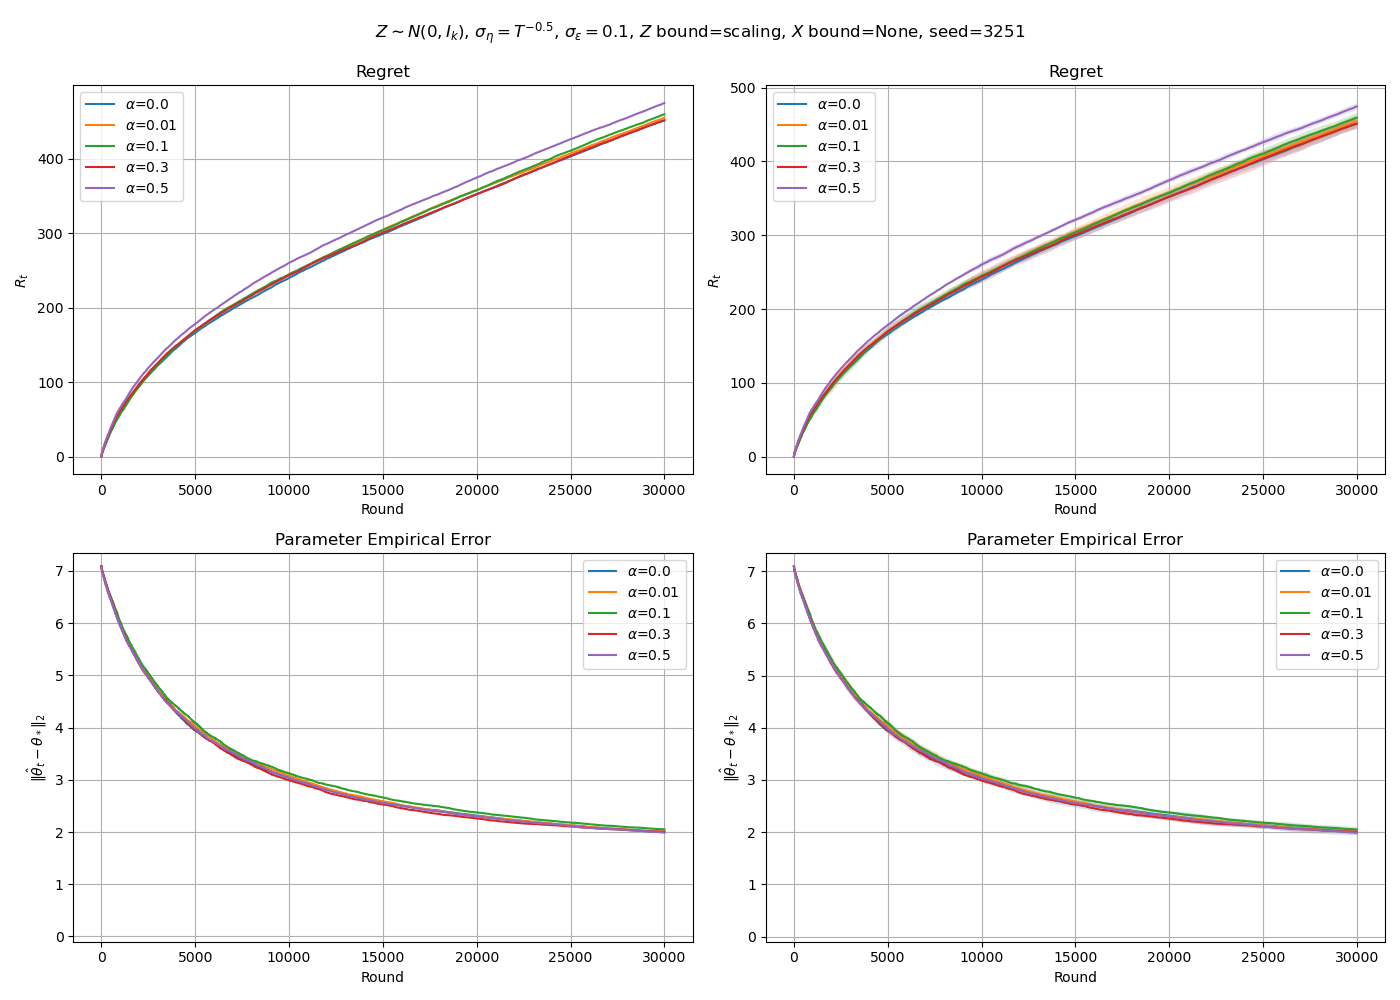 Z ∼ N(0, I_k), σ_η = T^{−0.5}, σ_ε = 0.1, Z bound=scaling, X bound=None, seed=3251
Regret
α=0.0
α=0.01
α=0.1
α=0.3
α=0.5
R_t
400
300
200
100
0
0 5000 10000 15000 20000 25000 30000
Round
Regret
α=0.0
α=0.01
α=0.1
α=0.3
α=0.5
R_t
500
400
300
200
100
0
0 5000 10000 15000 20000 25000 30000
Round
Parameter Empirical Error
α=0.0
α=0.01
α=0.1
α=0.3
α=0.5
‖θ̂_t − θ_*‖_2
7
6
5
4
3
2
1
0
0 5000 10000 15000 20000 25000 30000
Round
Parameter Empirical Error
α=0.0
α=0.01
α=0.1
α=0.3
α=0.5
‖θ̂_t − θ_*‖_2
7
6
5
4
3
2
1
0
0 5000 10000 15000 20000 25000 30000
Round